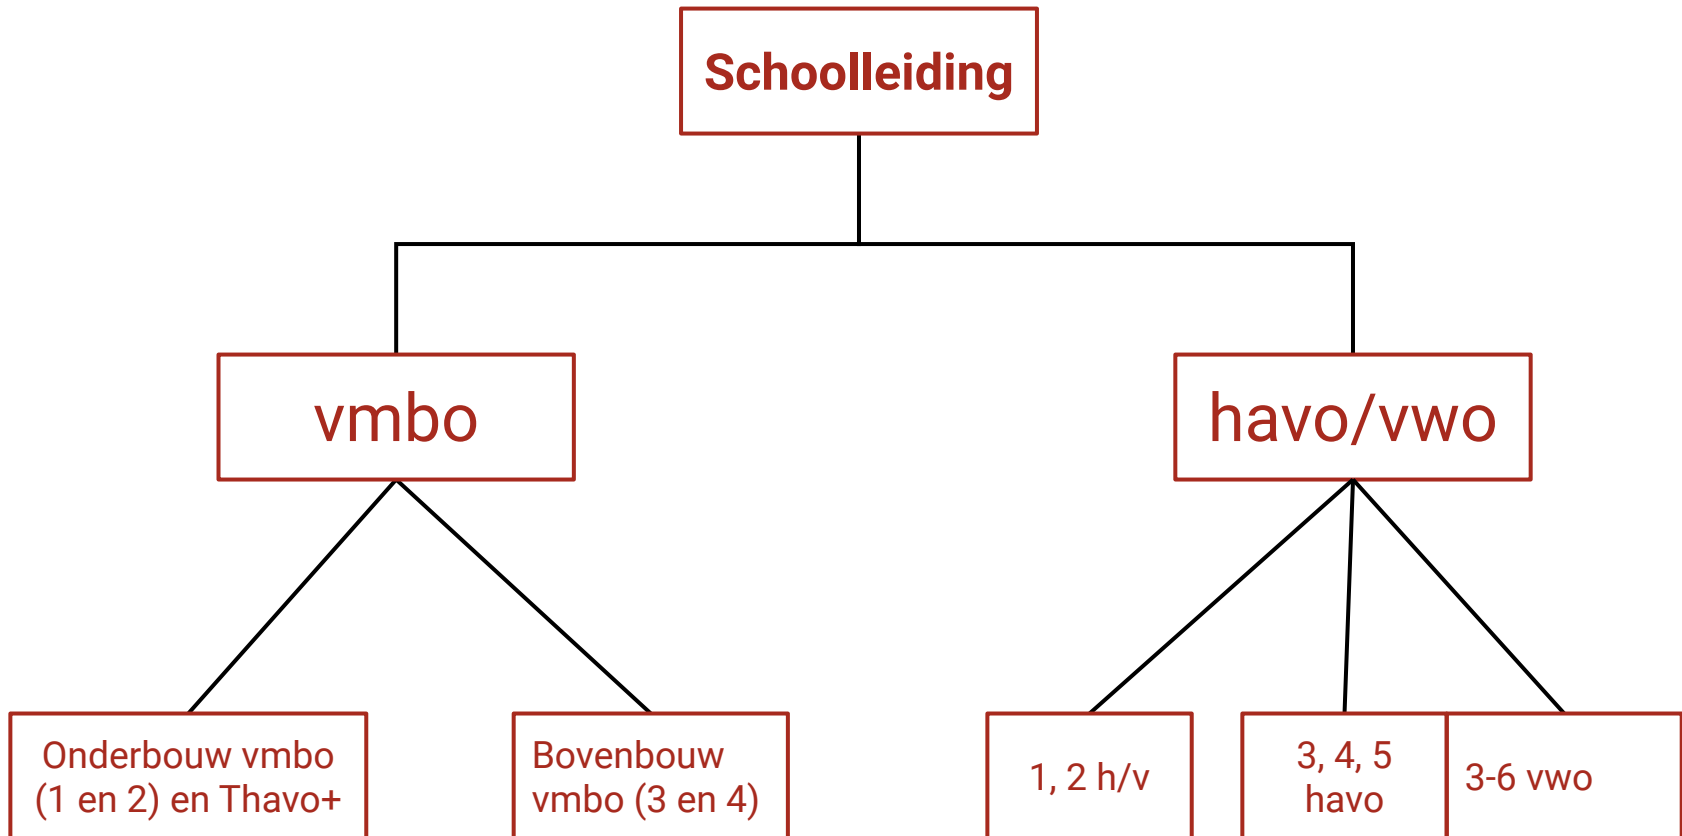 Schoolleiding
vmbo
havo/vwo
Onderbouw vmbo
(1 en 2) en Thavo+
Bovenbouw
vmbo (3 en 4)
1, 2 h/v
3, 4, 5
havo
3-6 vwo